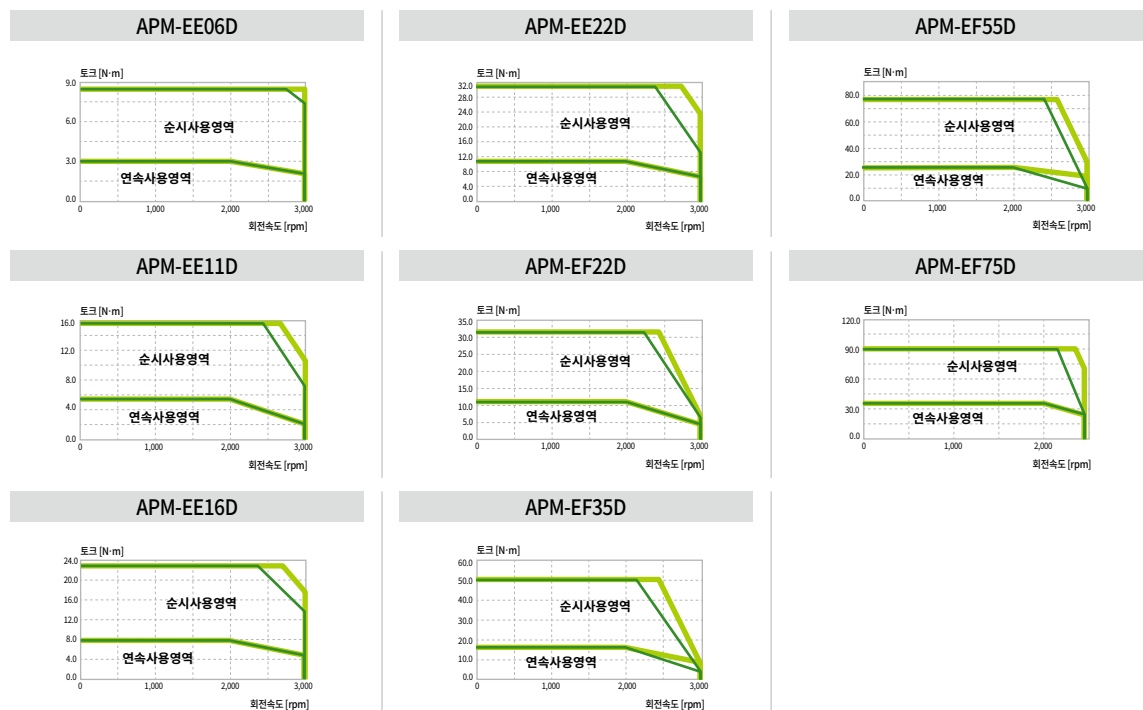 APM-EE06D
토크 [N·m]
9.0
6.0
3.0
0.0
순시사용영역
연속사용영역
0 1,000 2,000 3,000
회전속도 [rpm]
APM-EE22D
토크 [N·m]
32.0
28.0
24.0
20.0
16.0
12.0
8.0
4.0
0.0
순시사용영역
연속사용영역
0 1,000 2,000 3,000
회전속도 [rpm]
APM-EF55D
토크 [N·m]
80.0
60.0
40.0
20.0
0.0
순시사용영역
연속사용영역
0 1,000 2,000 3,000
회전속도 [rpm]
APM-EE11D
토크 [N·m]
16.0
12.0
8.0
4.0
0.0
순시사용영역
연속사용영역
0 1,000 2,000 3,000
회전속도 [rpm]
APM-EF22D
토크 [N·m]
35.0
30.0
25.0
20.0
15.0
10.0
5.0
0.0
순시사용영역
연속사용영역
0 1,000 2,000 3,000
회전속도 [rpm]
APM-EF75D
토크 [N·m]
120.0
90.0
60.0
30.0
0.0
순시사용영역
연속사용영역
0 1,000 2,000
회전속도 [rpm]
APM-EE16D
토크 [N·m]
24.0
20.0
16.0
12.0
8.0
4.0
0.0
순시사용영역
연속사용영역
0 1,000 2,000 3,000
회전속도 [rpm]
APM-EF35D
토크 [N·m]
60.0
50.0
40.0
30.0
20.0
10.0
0.0
순시사용영역
연속사용영역
0 1,000 2,000 3,000
회전속도 [rpm]